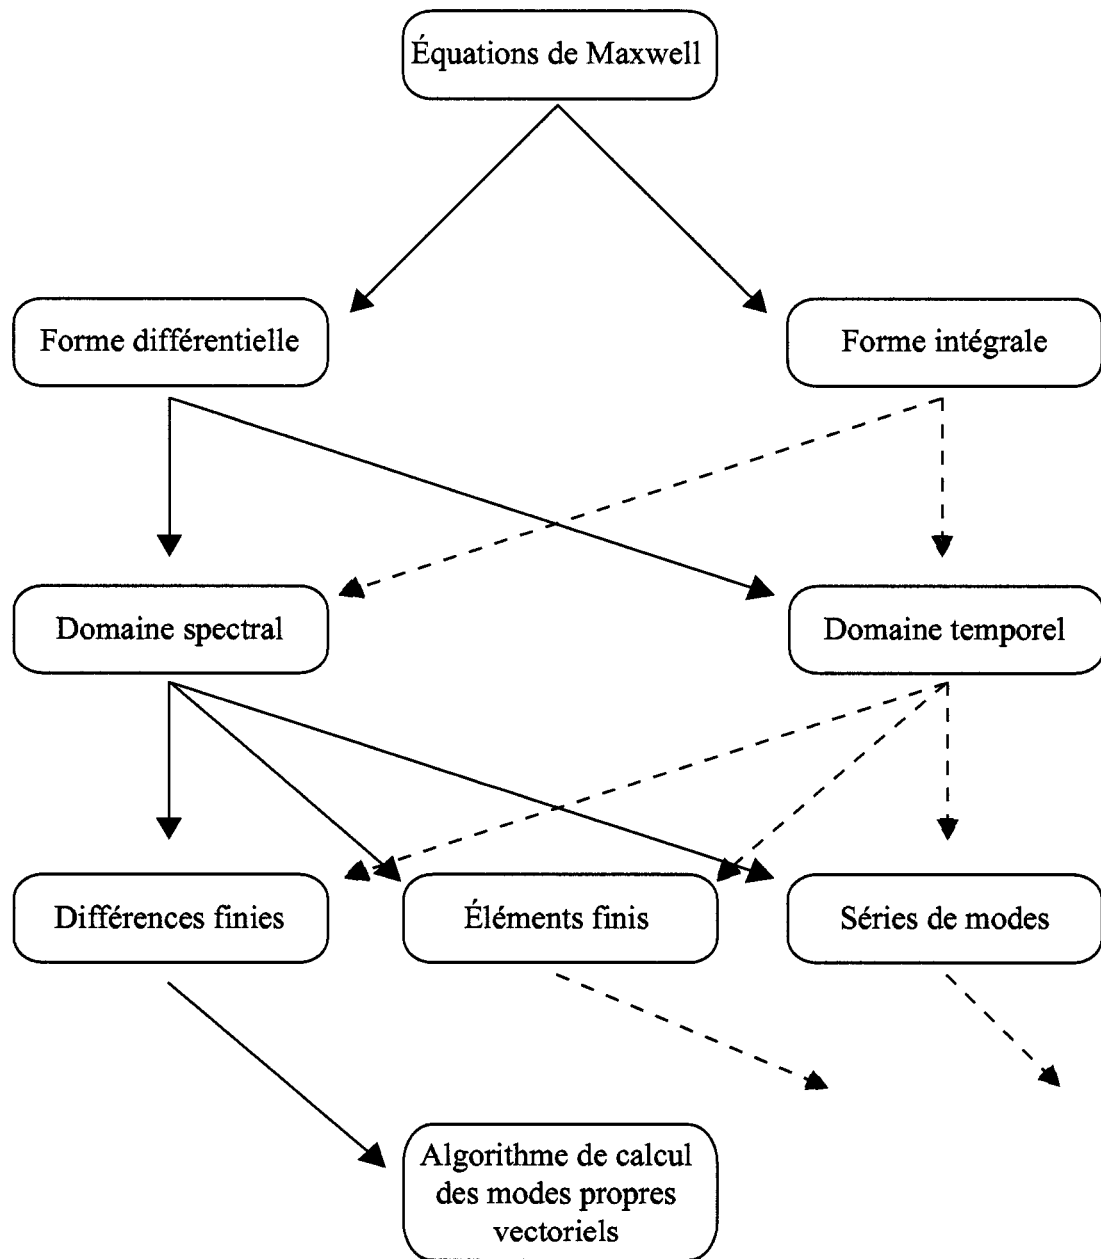 Équations de Maxwell
Forme différentielle
Forme intégrale
Domaine spectral
Domaine temporel
Différences finies
Éléments finis
Séries de modes
Algorithme de calcul
des modes propres
vectoriels